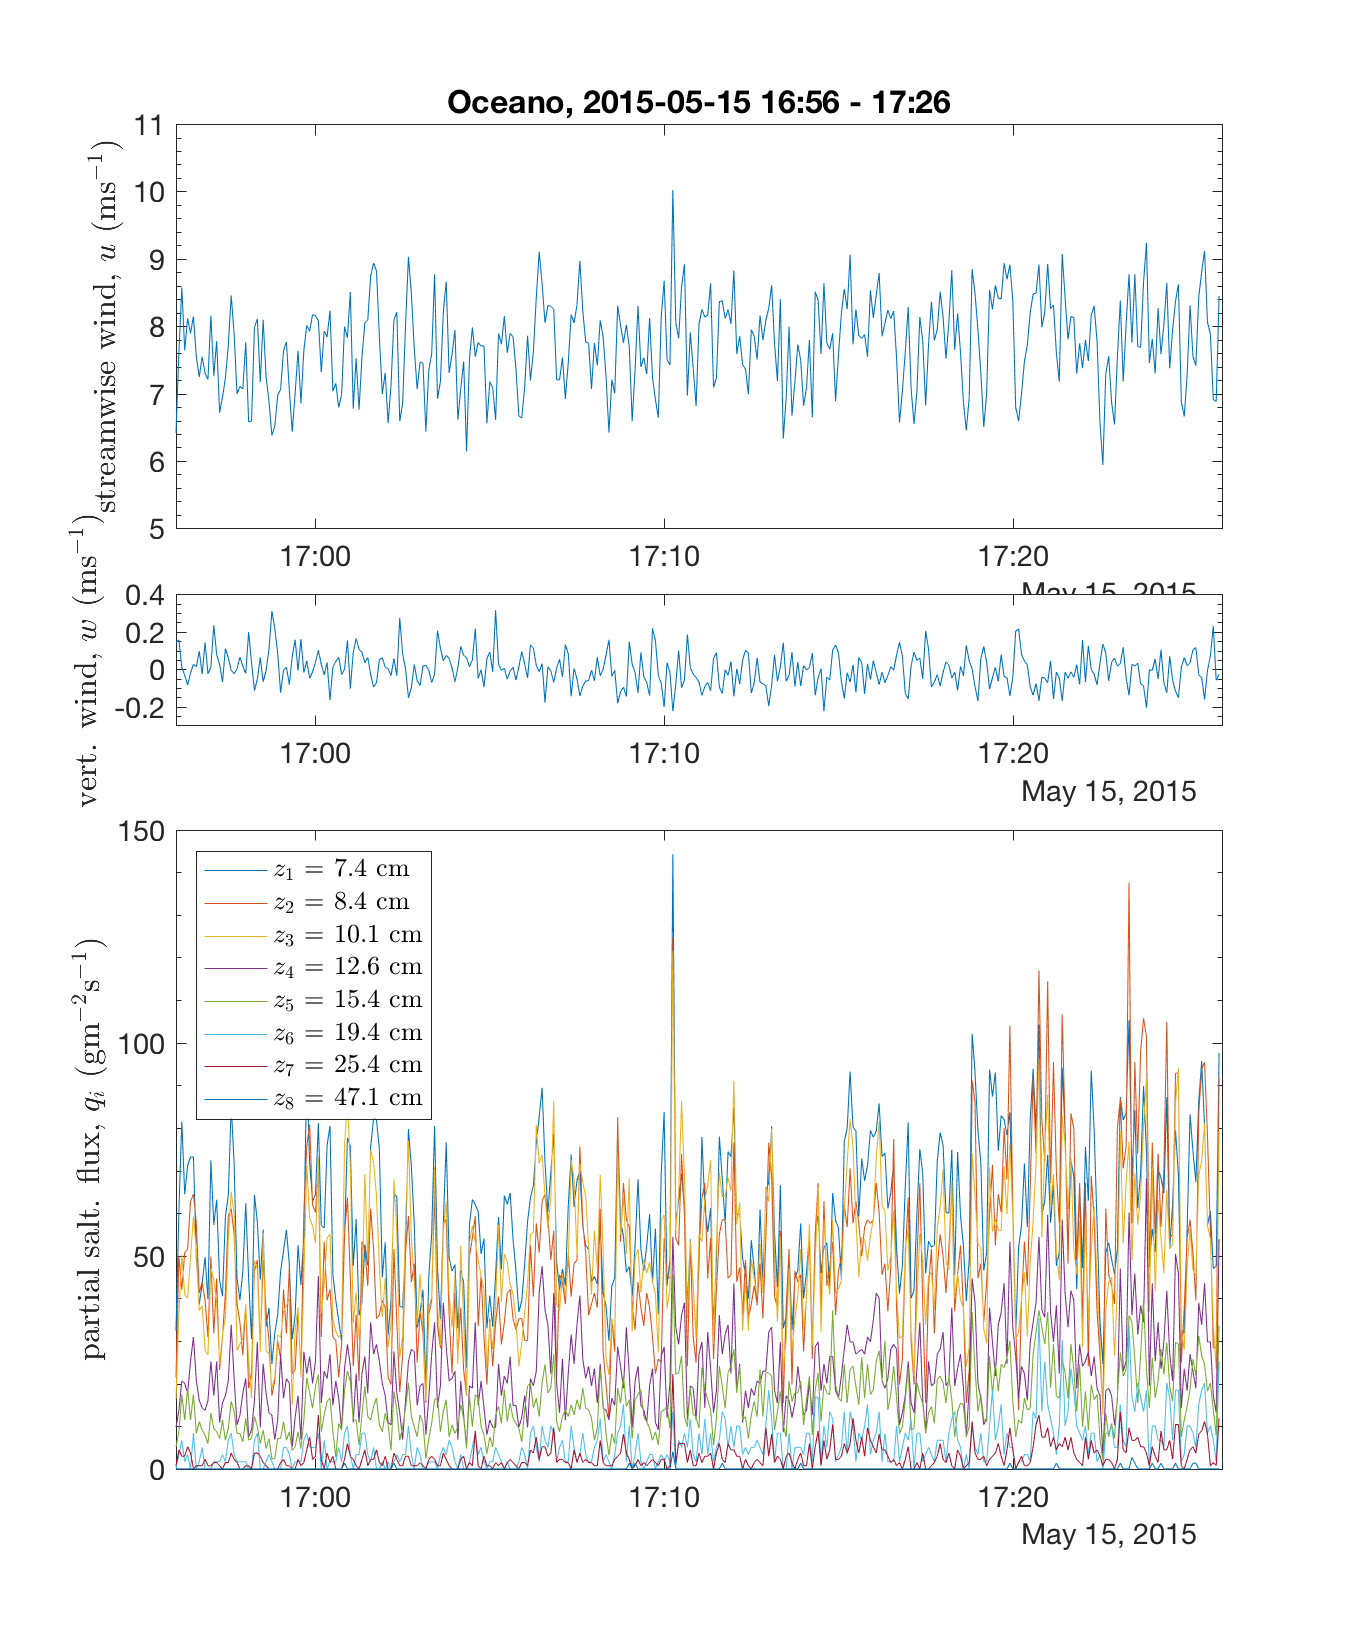 Oceano, 2015-05-15 16:56 - 17:26
streamwise wind, u (ms⁻¹)
11
10
9
8
7
6
5
17:00 17:10 17:20
May 15, 2015
vert. wind, w (ms⁻¹)
0.4
0.2
0
-0.2
17:00 17:10 17:20
May 15, 2015
partial salt. flux, qᵢ (gm⁻²s⁻¹)
150
100
50
0
z₁ = 7.4 cm
z₂ = 8.4 cm
z₃ = 10.1 cm
z₄ = 12.6 cm
z₅ = 15.4 cm
z₆ = 19.4 cm
z₇ = 25.4 cm
z₈ = 47.1 cm
17:00 17:10 17:20
May 15, 2015